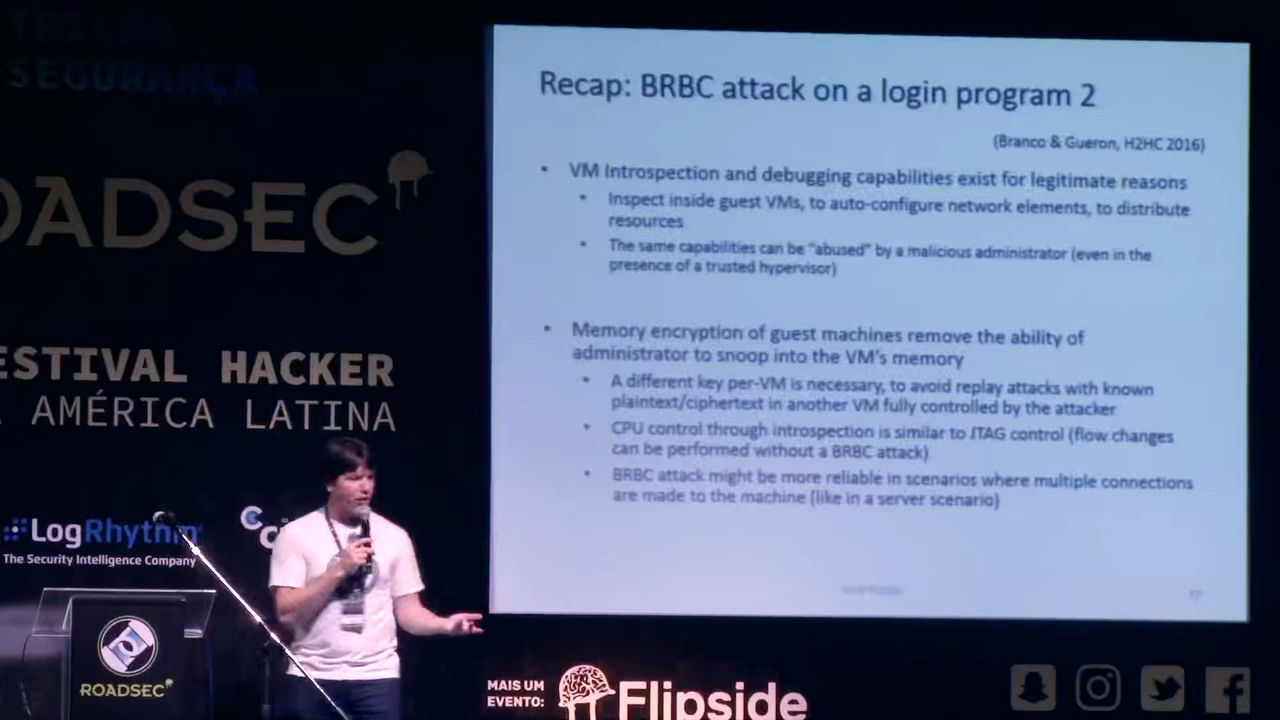 SEGURANÇA
OADSEC
ESTIVAL HACKER
AMÉRICA LATINA
LogRhythm
The Security Intelligence Company
ROADSEC
Recap: BRBC attack on a login program 2
(Branco & Gueron, H2HC 2016)
• VM Introspection and debugging capabilities exist for legitimate reasons
• Inspect inside guest VMs, to auto-configure network elements, to distribute
resources
• The same capabilities can be "abused" by a malicious administrator (even in the
presence of a trusted hypervisor)
• Memory encryption of guest machines remove the ability of
administrator to snoop into the VM's memory
• A different key per-VM is necessary, to avoid replay attacks with known
plaintext/ciphertext in another VM fully controlled by the attacker
• CPU control through introspection is similar to JTAG control (flow changes
can be performed without a BRBC attack)
• BRBC attack might be more reliable in scenarios where multiple connections
are made to the machine (like in a server scenario)
MAIS UM
EVENTO:
Flipside